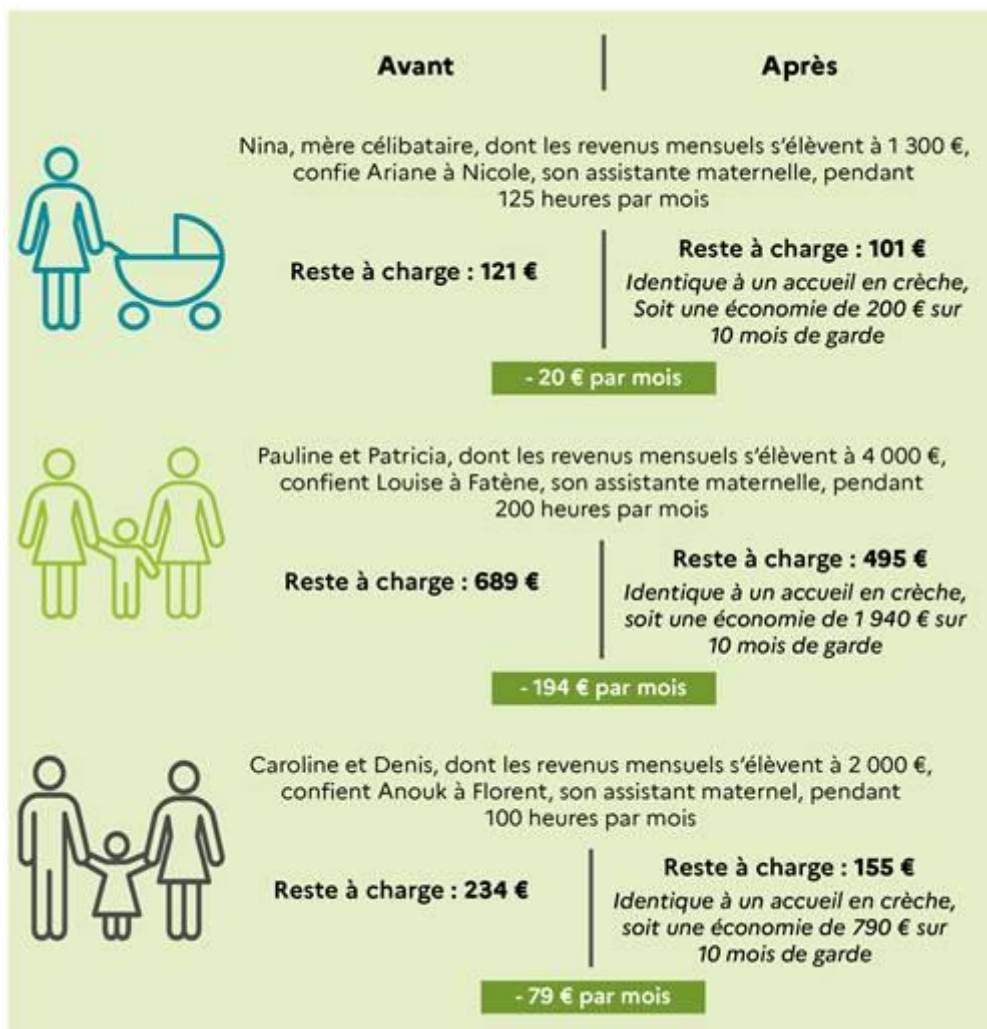 Avant
Après
Nina, mère célibataire, dont les revenus mensuels s’élèvent à 1 300 €,
confie Ariane à Nicole, son assistante maternelle, pendant
125 heures par mois
Reste à charge : 121 €
Reste à charge : 101 €
Identique à un accueil en crèche,
Soit une économie de 200 € sur
10 mois de garde
- 20 € par mois
Pauline et Patricia, dont les revenus mensuels s’élèvent à 4 000 €,
confient Louise à Fatène, son assistante maternelle, pendant
200 heures par mois
Reste à charge : 689 €
Reste à charge : 495 €
Identique à un accueil en crèche,
soit une économie de 1 940 € sur
10 mois de garde
- 194 € par mois
Caroline et Denis, dont les revenus mensuels s’élèvent à 2 000 €,
confient Anouk à Florent, son assistant maternel, pendant
100 heures par mois
Reste à charge : 234 €
Reste à charge : 155 €
Identique à un accueil en crèche,
soit une économie de 790 € sur
10 mois de garde
- 79 € par mois